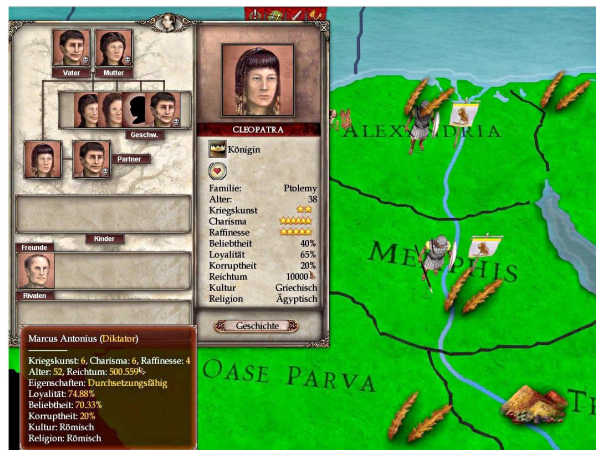 Vater
Mutter
Geschw.
Partner
Kinder
Freunde
Rivalen
CLEOPATRA
Königin
Familie: Ptolemy
Alter: 38
Kriegskunst
Charisma
Raffinesse
Beliebtheit 40%
Loyalität 65%
Korruptheit 20%
Reichtum 10000
Kultur Griechisch
Religion Ägyptisch
Geschichte
Marcus Antonius (Diktator)
Kriegskunst: 6, Charisma: 6, Raffinesse: 4
Alter: 52, Reichtum: 500.559
Eigenschaften: Durchsetzungsfähig
Loyalität: 74.88%
Beliebtheit: 70.33%
Korruptheit: 20%
Kultur: Römisch
Religion: Römisch
ALEXANDRIA
MEMPHIS
OASE PARVA